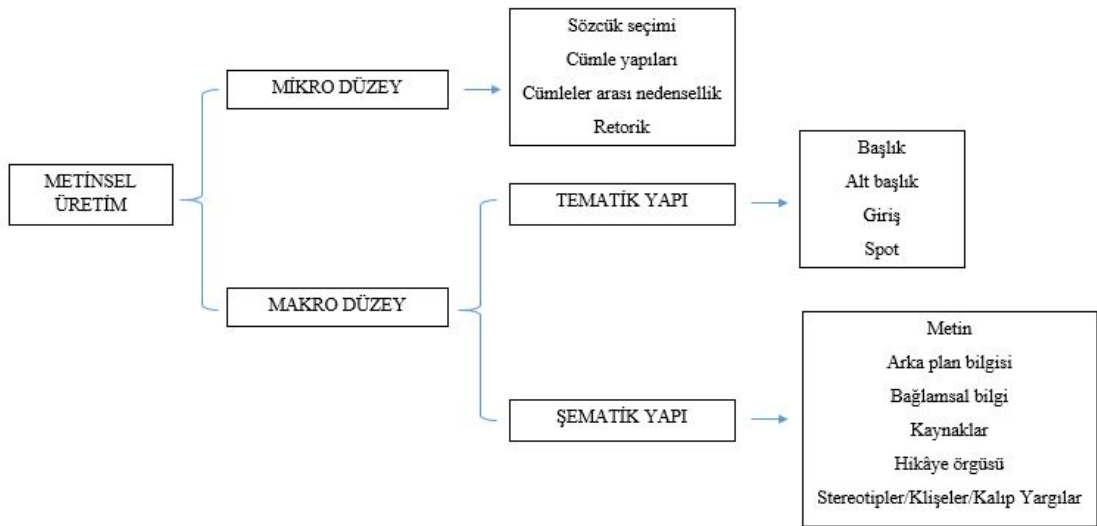 METİNSEL
ÜRETİM
MİKRO DÜZEY
Sözcük seçimi
Cümle yapıları
Cümleler arası nedensellik
Retorik
MAKRO DÜZEY
TEMATİK YAPI
Başlık
Alt başlık
Giriş
Spot
ŞEMATİK YAPI
Metin
Arka plan bilgisi
Bağlamsal bilgi
Kaynaklar
Hikâye örgüsü
Stereotipler/Klişeler/Kalıp Yargılar